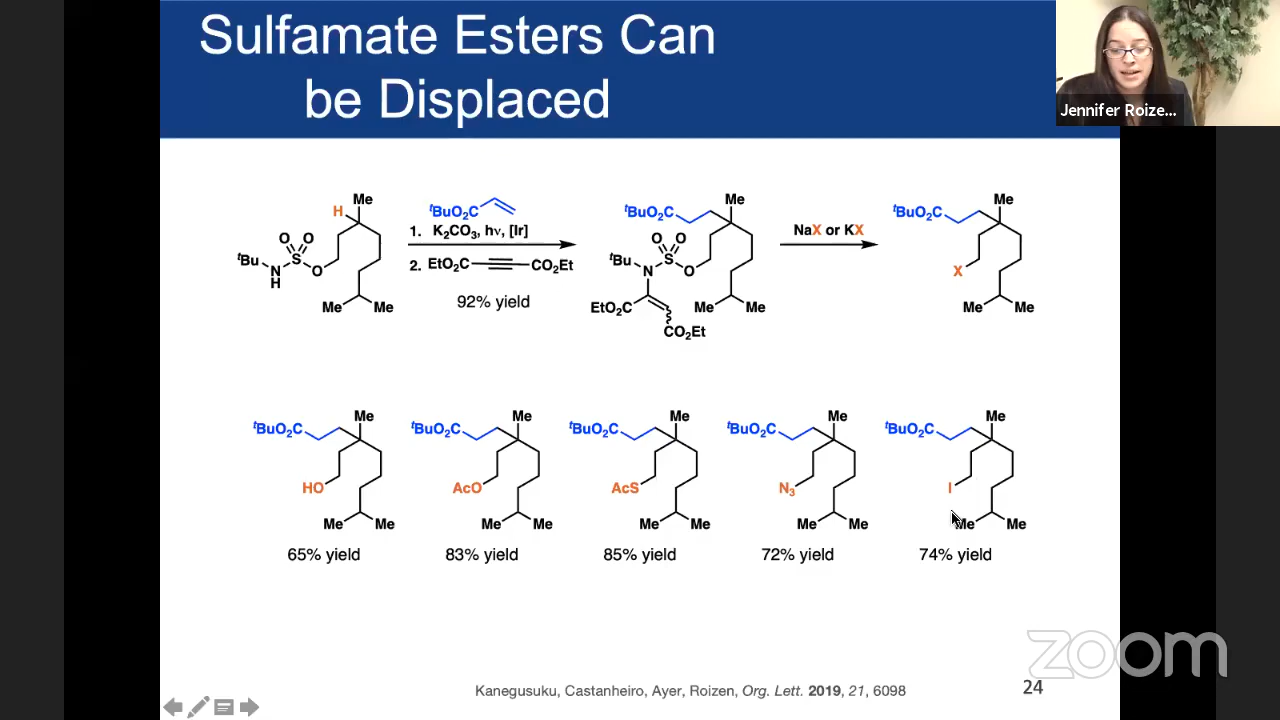 Sulfamate Esters Can
be Displaced
Jennifer Roize...
Me
H
O O
tBu
N
H
S
O
Me Me
tBuO2C
1. K2CO3, hν, [Ir]
2. EtO2C CO2Et
92% yield
tBuO2C
Me
O O
tBu
N
S
O
EtO2C
Me Me
CO2Et
NaX or KX
tBuO2C
Me
X
Me Me
tBuO2C
Me
HO
Me Me
65% yield
tBuO2C
Me
AcO
Me Me
83% yield
tBuO2C
Me
AcS
Me Me
85% yield
tBuO2C
Me
N3
Me Me
72% yield
tBuO2C
Me
I
Me Me
74% yield
zoom
Kanegusuku, Castanheiro, Ayer, Roizen, Org. Lett. 2019, 21, 6098
24